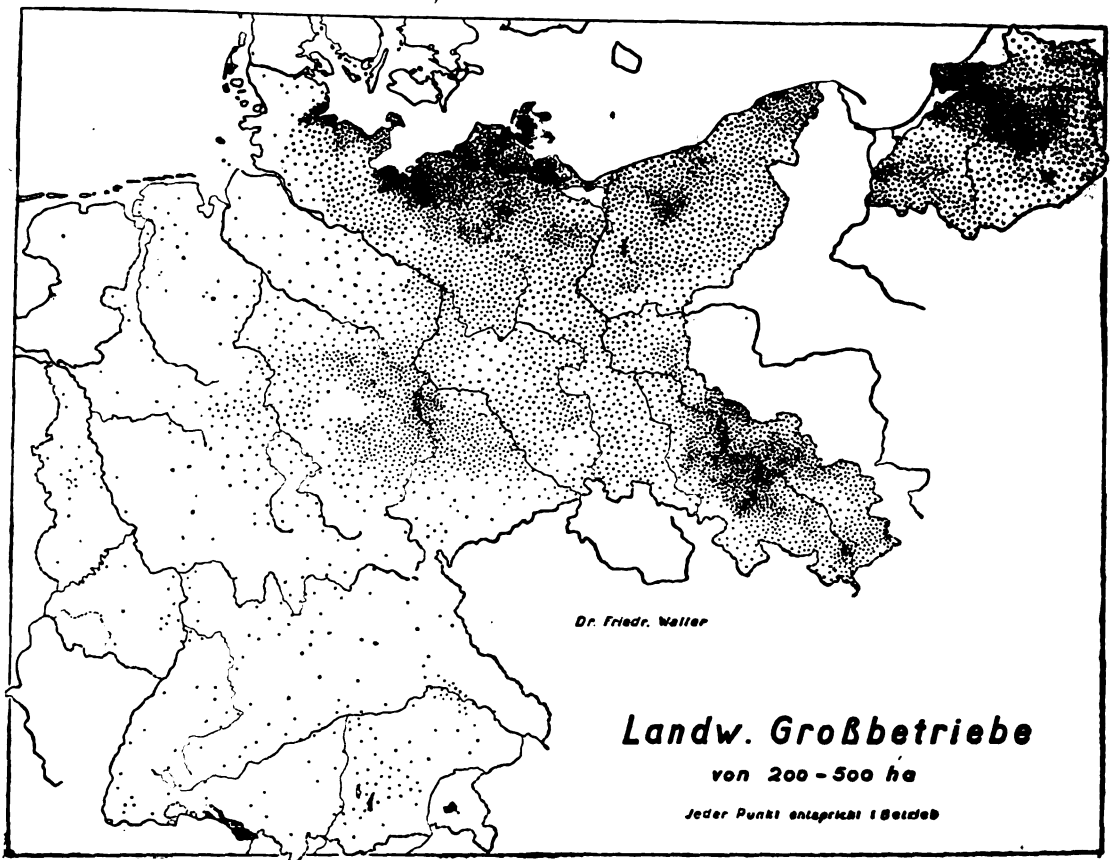 Dr. Friedr. Walter
Landw. Großbetriebe
von 200-500 ha
Jeder Punkt entspricht 1 Betrieb